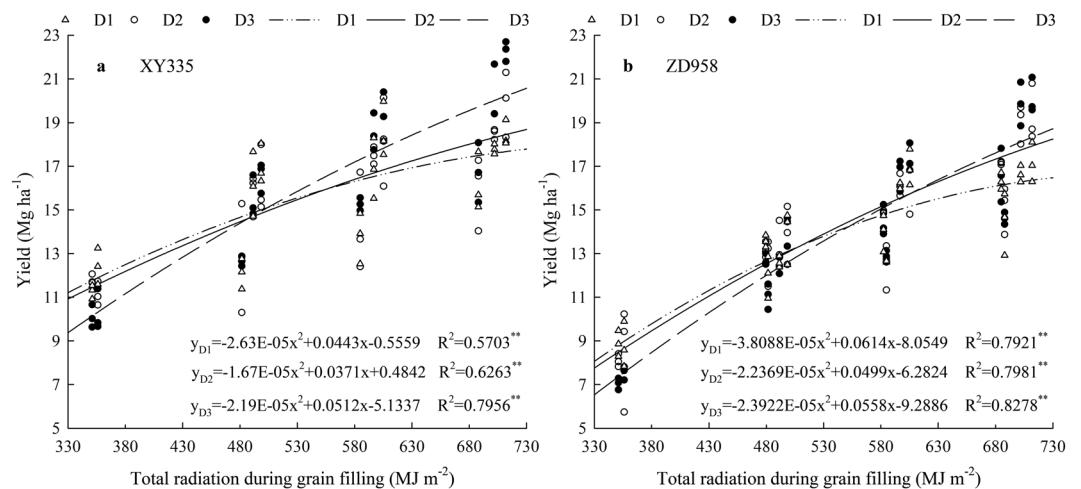 △ D1 ○ D2 ● D3 D1 D2 D3
a XY335
Yield (Mg ha⁻¹)
23
21
19
17
15
13
11
9
7
5
y_D1=-2.63E-05x²+0.0443x-0.5559 R²=0.5703**
y_D2=-1.67E-05x²+0.0371x+0.4842 R²=0.6263**
y_D3=-2.19E-05x²+0.0512x-5.1337 R²=0.7956**
330 380 430 480 530 580 630 680 730
Total radiation during grain filling (MJ m⁻²)
△ D1 ○ D2 ● D3 D1 D2 D3
b ZD958
Yield (Mg ha⁻¹)
23
21
19
17
15
13
11
9
7
5
y_D1=-3.8088E-05x²+0.0614x-8.0549 R²=0.7921**
y_D2=-2.2369E-05x²+0.0499x-6.2824 R²=0.7981**
y_D3=-2.3922E-05x²+0.0558x-9.2886 R²=0.8278**
330 380 430 480 530 580 630 680 730
Total radiation during grain filling (MJ m⁻²)